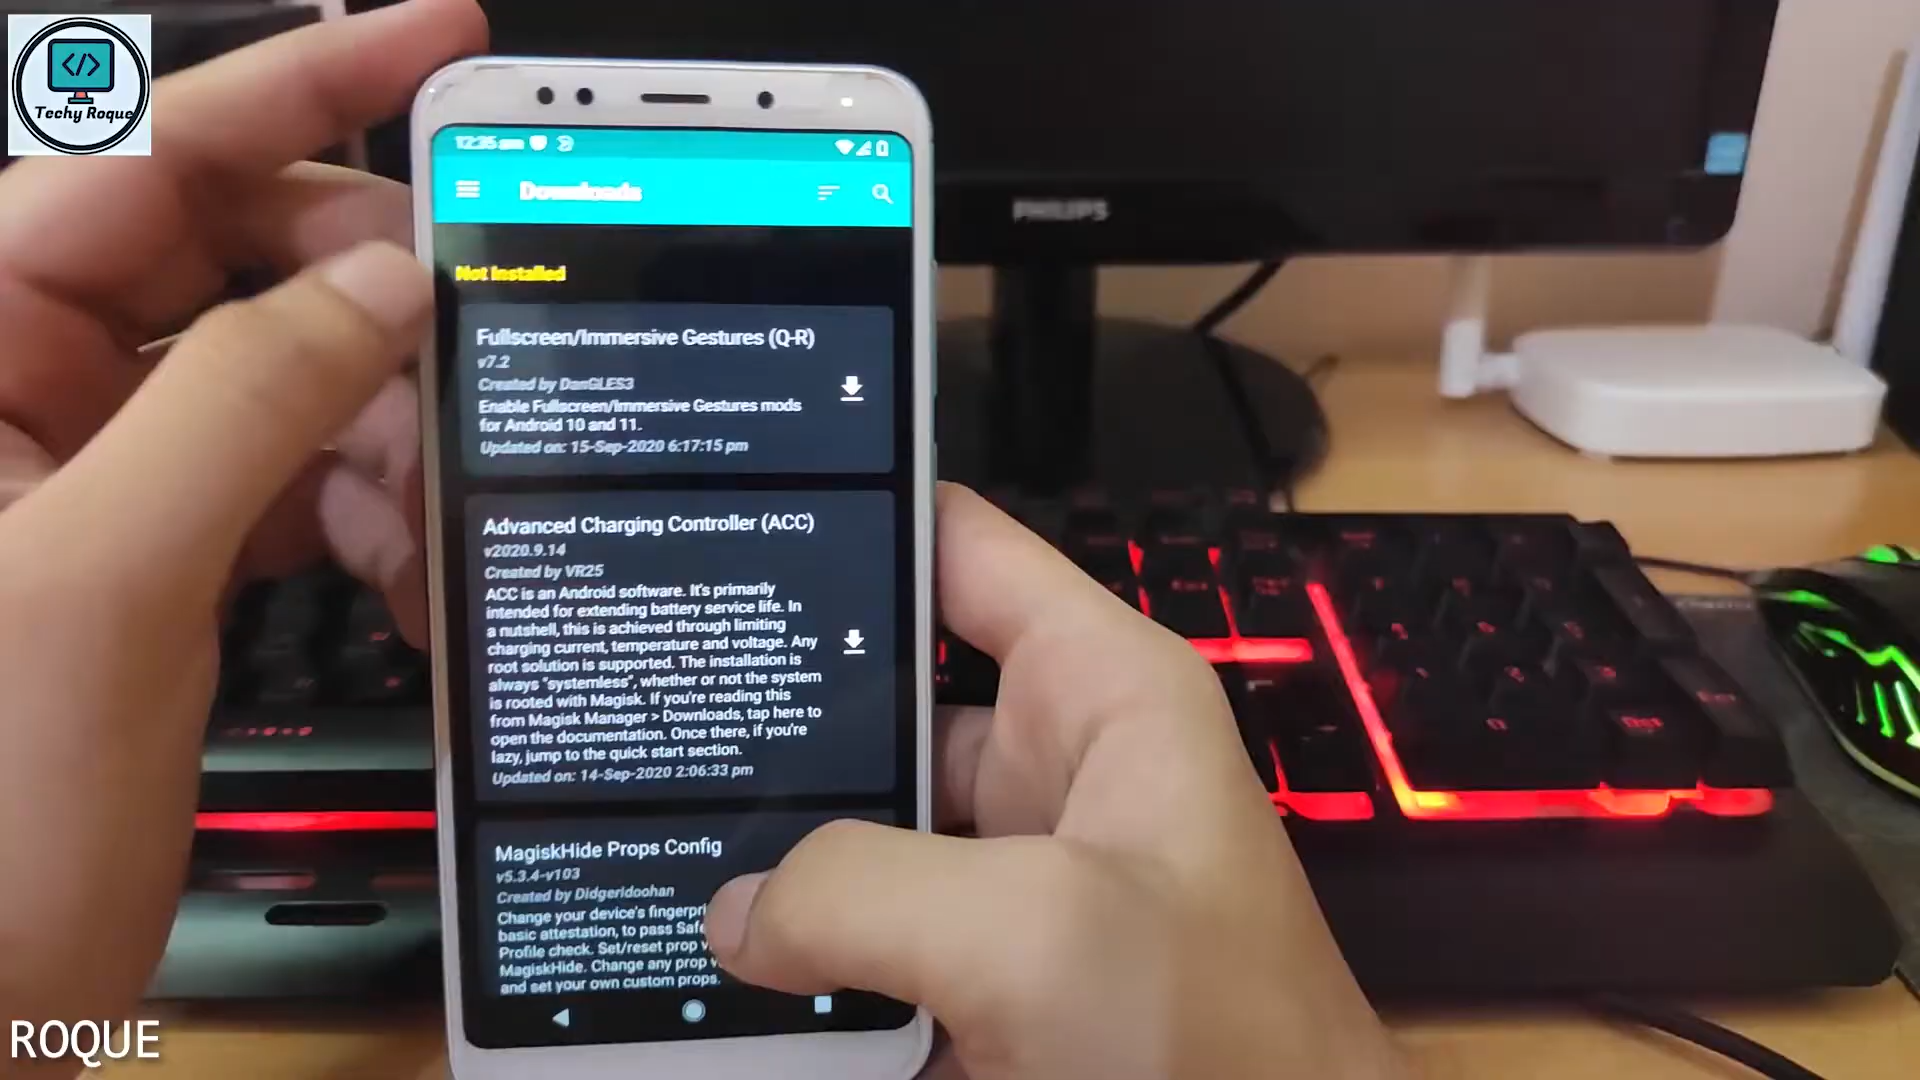 </>
Techy Roque
12:35 am
Downloads
PHILIPS
Not Installed
Fullscreen/Immersive Gestures (Q-R)
v7.2
Created by DanGLES3
Enable Fullscreen/Immersive Gestures mods
for Android 10 and 11.
Updated on: 15-Sep-2020 6:17:15 pm
Advanced Charging Controller (ACC)
v2020.9.14
Created by VR25
ACC is an Android software. It's primarily
intended for extending battery service life. In
a nutshell, this is achieved through limiting
charging current, temperature and voltage. Any
root solution is supported. The installation is
always "systemless", whether or not the system
is rooted with Magisk. If you're reading this
from Magisk Manager > Downloads, tap here to
open the documentation. Once there, if you're
lazy, jump to the quick start section.
Updated on: 14-Sep-2020 2:06:33 pm
MagiskHide Props Config
v5.3.4-v103
Created by Didgeridoohan
Change your device's
basic attestation, to pass
Profile check. Set/reset prop
MagiskHide. Change any prop
and set your own custom props.
ROQUE